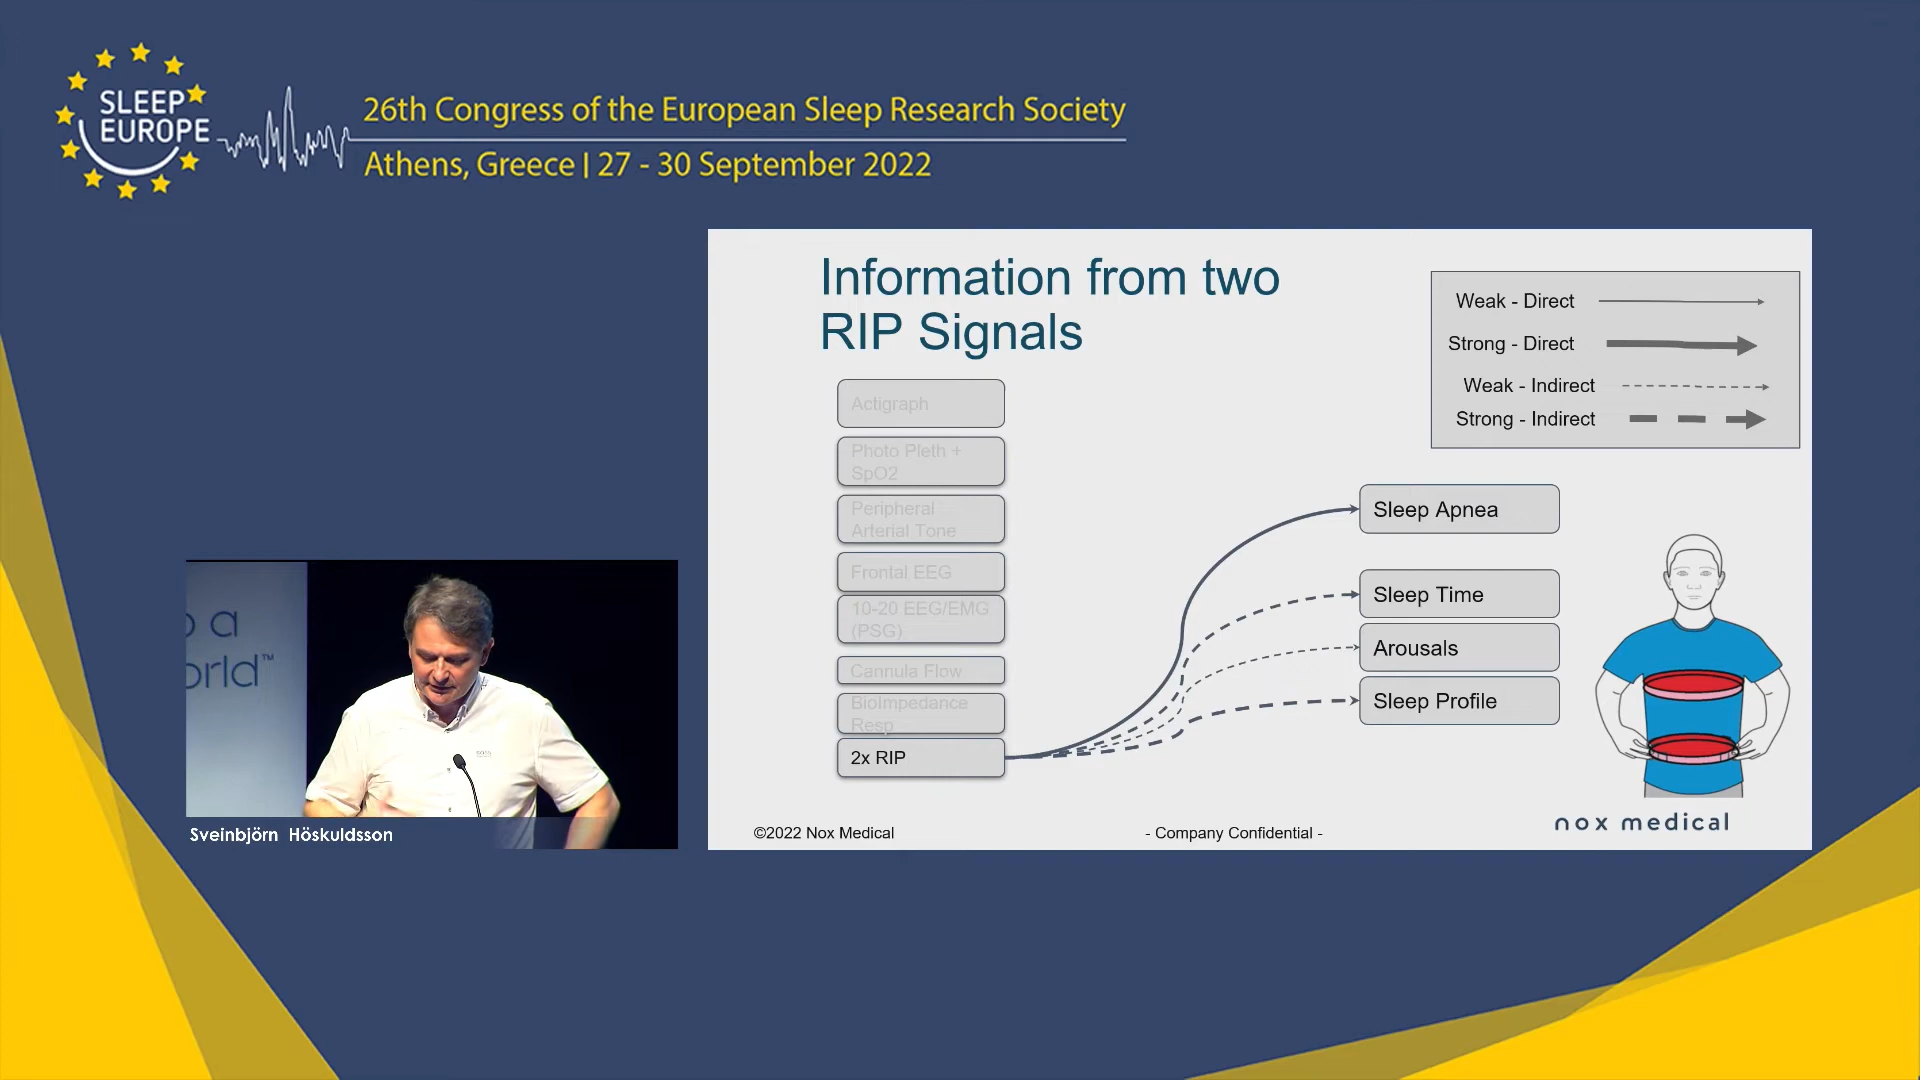 SLEEP
EUROPE
26th Congress of the European Sleep Research Society
Athens, Greece | 27 - 30 September 2022
Information from two
RIP Signals
Weak - Direct
Strong - Direct
Weak - Indirect
Strong - Indirect
Actigraph
Photo Pleth +
SpO2
Peripheral
Arterial Tone
Frontal EEG
10-20 EEG/EMG
(PSG)
Cannula Flow
BioImpedance
Resp
2x RIP
Sleep Apnea
Sleep Time
Arousals
Sleep Profile
©2022 Nox Medical
- Company Confidential -
nox medical
a
orld™
Sveinbjörn Höskuldsson